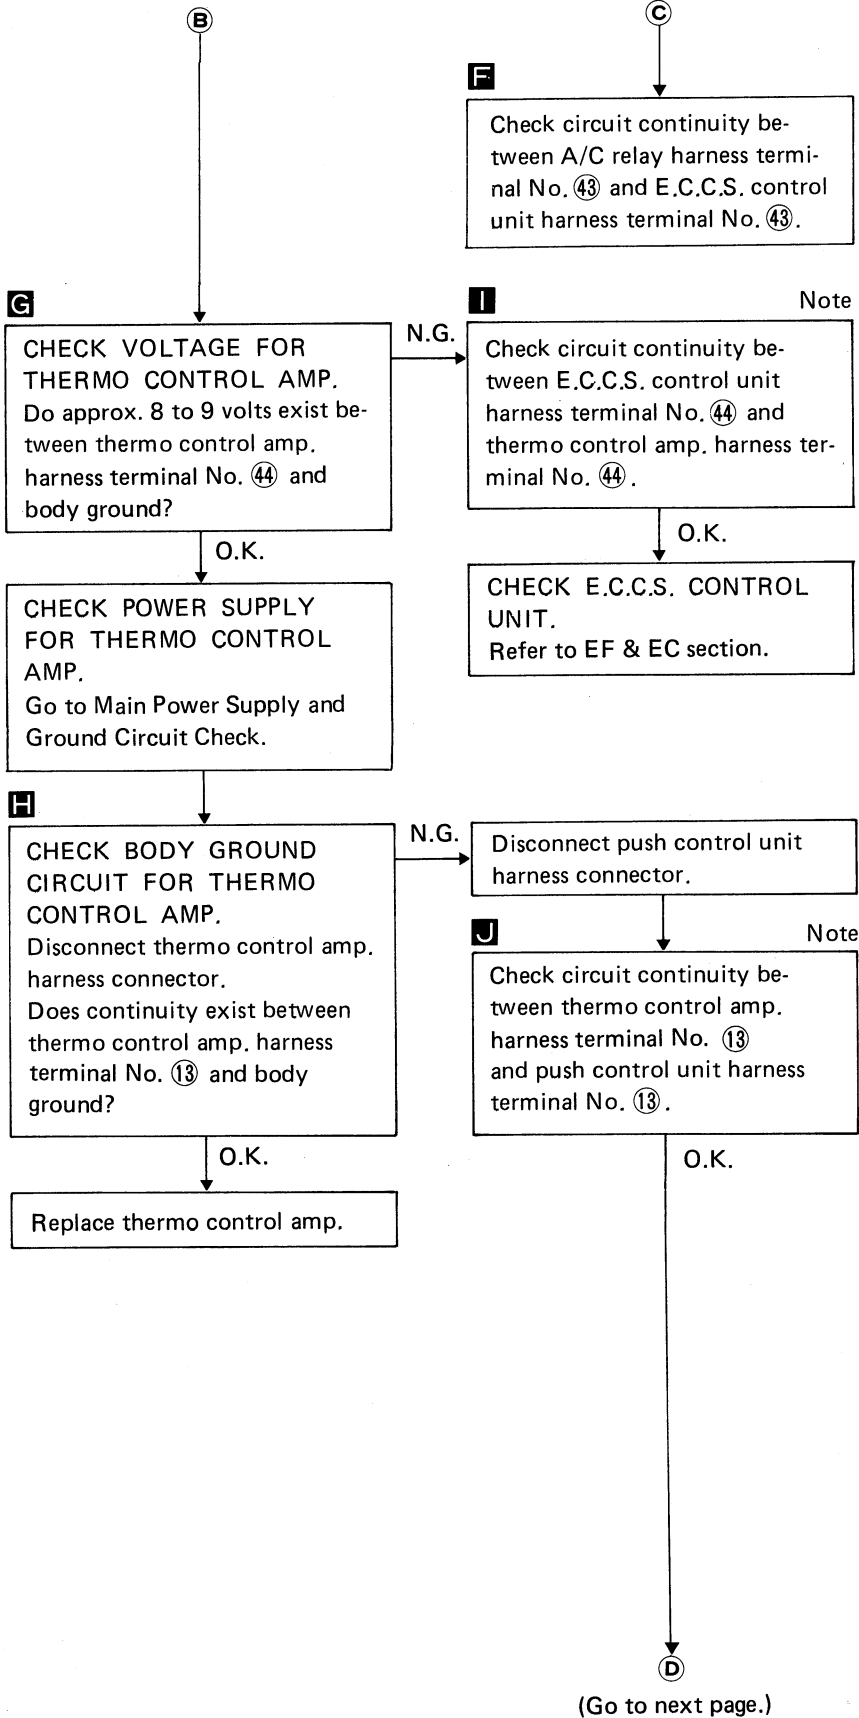 B
C
F
Check circuit continuity be-
tween A/C relay harness termi-
nal No. 43 and E.C.C.S. control
unit harness terminal No. 43.
G
CHECK VOLTAGE FOR
THERMO CONTROL AMP.
Do approx. 8 to 9 volts exist be-
tween thermo control amp.
harness terminal No. 44 and
body ground?
N.G.
I
Note
Check circuit continuity be-
tween E.C.C.S. control unit
harness terminal No. 44 and
thermo control amp. harness ter-
minal No. 44.
O.K.
O.K.
CHECK POWER SUPPLY
FOR THERMO CONTROL
AMP.
Go to Main Power Supply and
Ground Circuit Check.
CHECK E.C.C.S. CONTROL
UNIT.
Refer to EF & EC section.
H
CHECK BODY GROUND
CIRCUIT FOR THERMO
CONTROL AMP.
Disconnect thermo control amp.
harness connector.
Does continuity exist between
thermo control amp. harness
terminal No. 13 and body
ground?
N.G.
Disconnect push control unit
harness connector.
J
Note
Check circuit continuity be-
tween thermo control amp.
harness terminal No. 13
and push control unit harness
terminal No. 13.
O.K.
O.K.
Replace thermo control amp.
D
(Go to next page.)